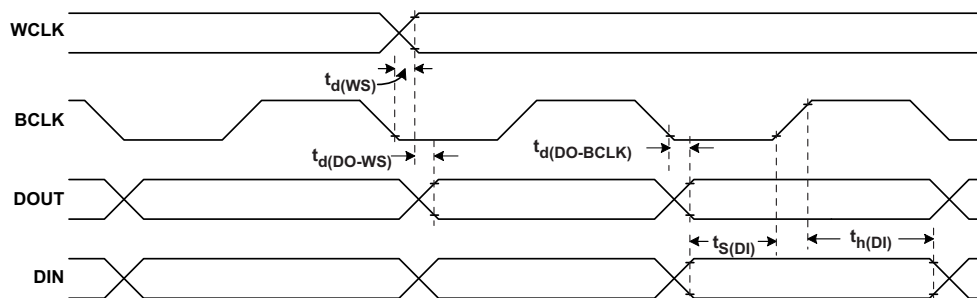 WCLK
td(WS)
BCLK
td(DO-WS)
td(DO-BCLK)
DOUT
tS(DI)
th(DI)
DIN